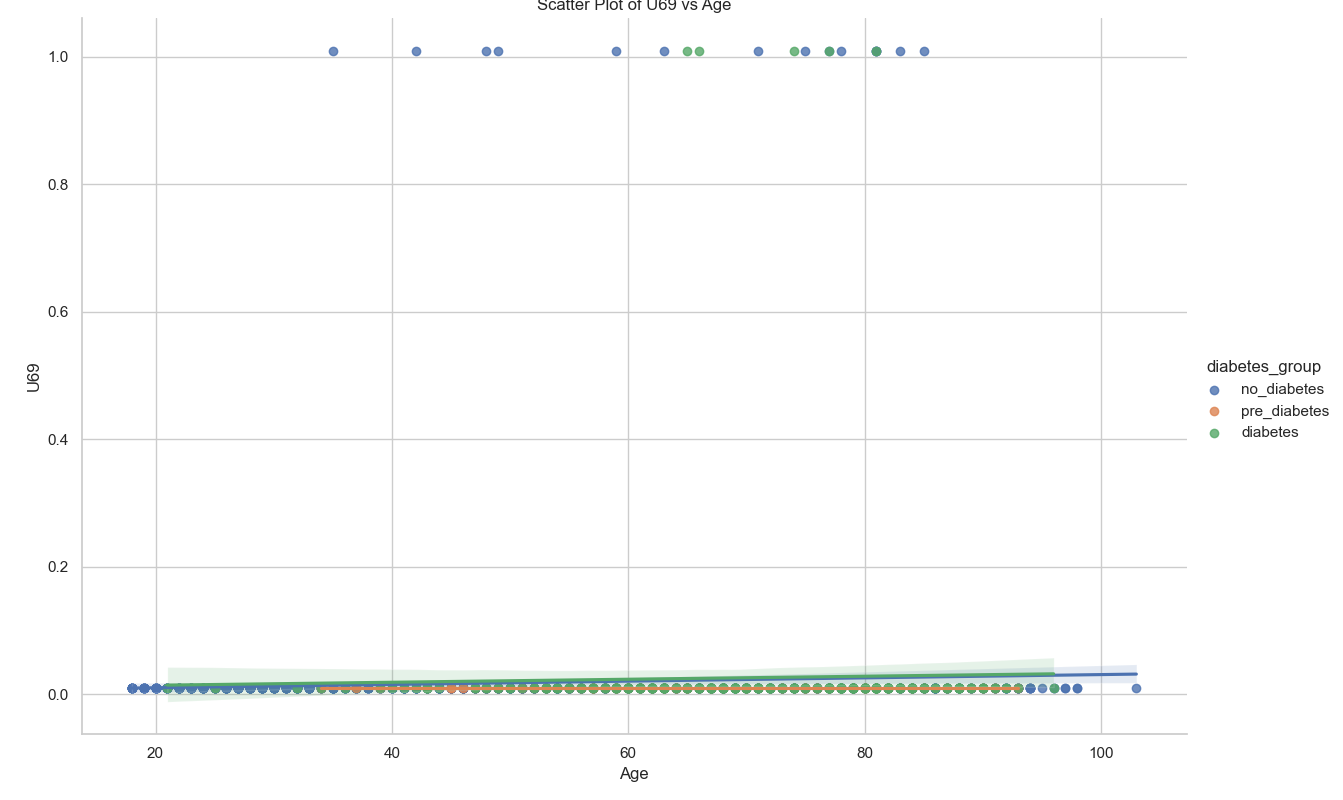 Scatter Plot of U69 vs Age
1.0
0.8
0.6
0.4
0.2
0.0
U69
20 40 60 80 100
Age
diabetes_group
no_diabetes
pre_diabetes
diabetes